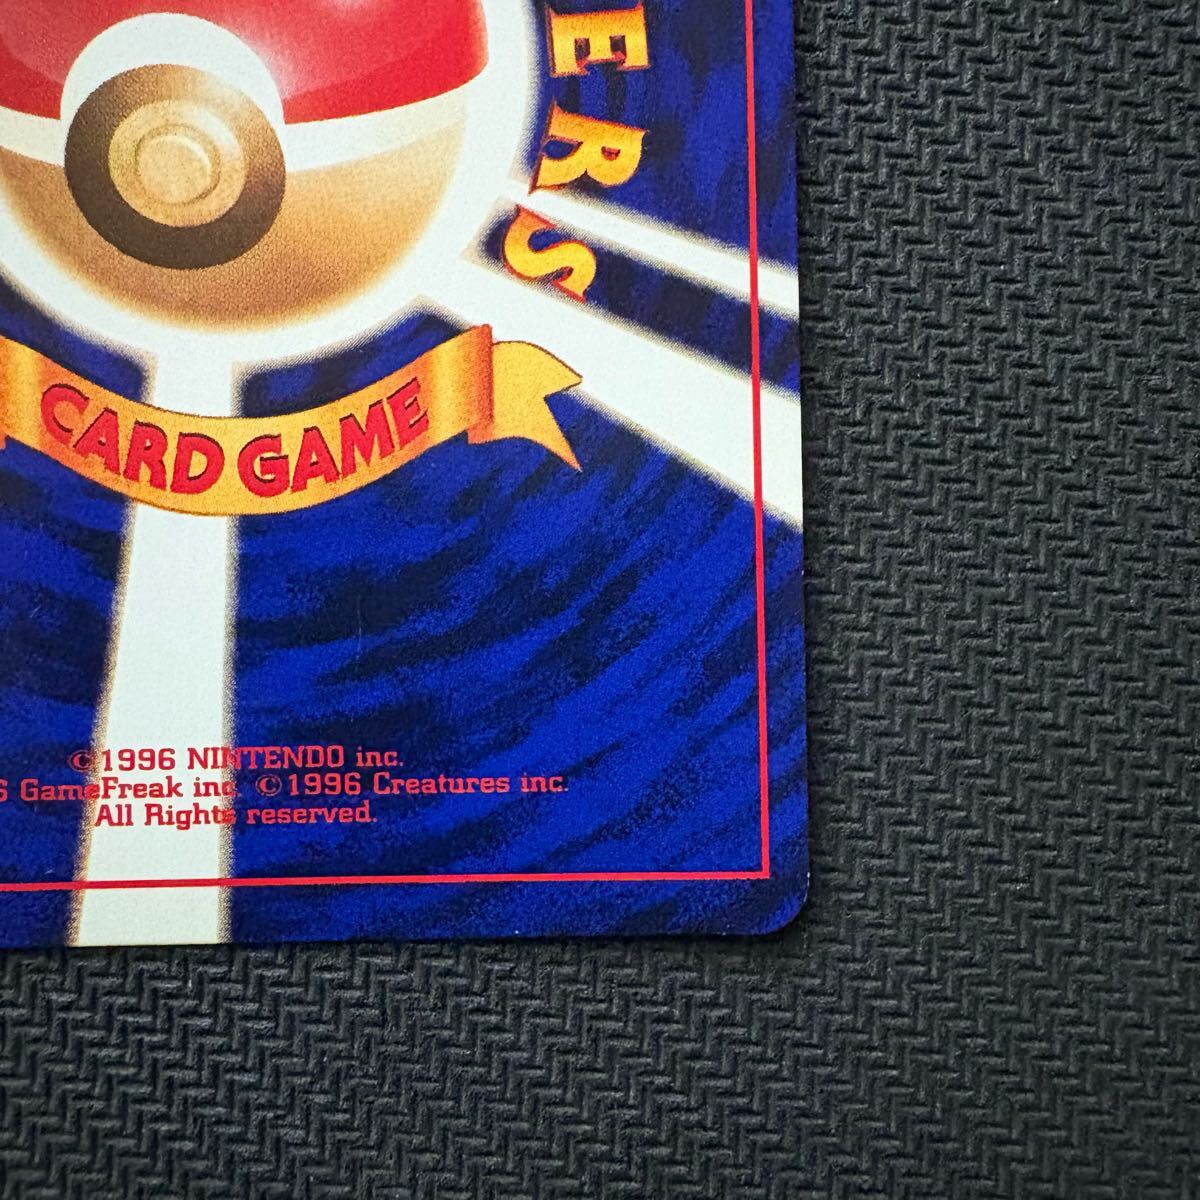 ERS
CARD GAME
©1996 NINTENDO inc.
6 GameFreak inc. ©1996 Creatures inc.
All Rights reserved.